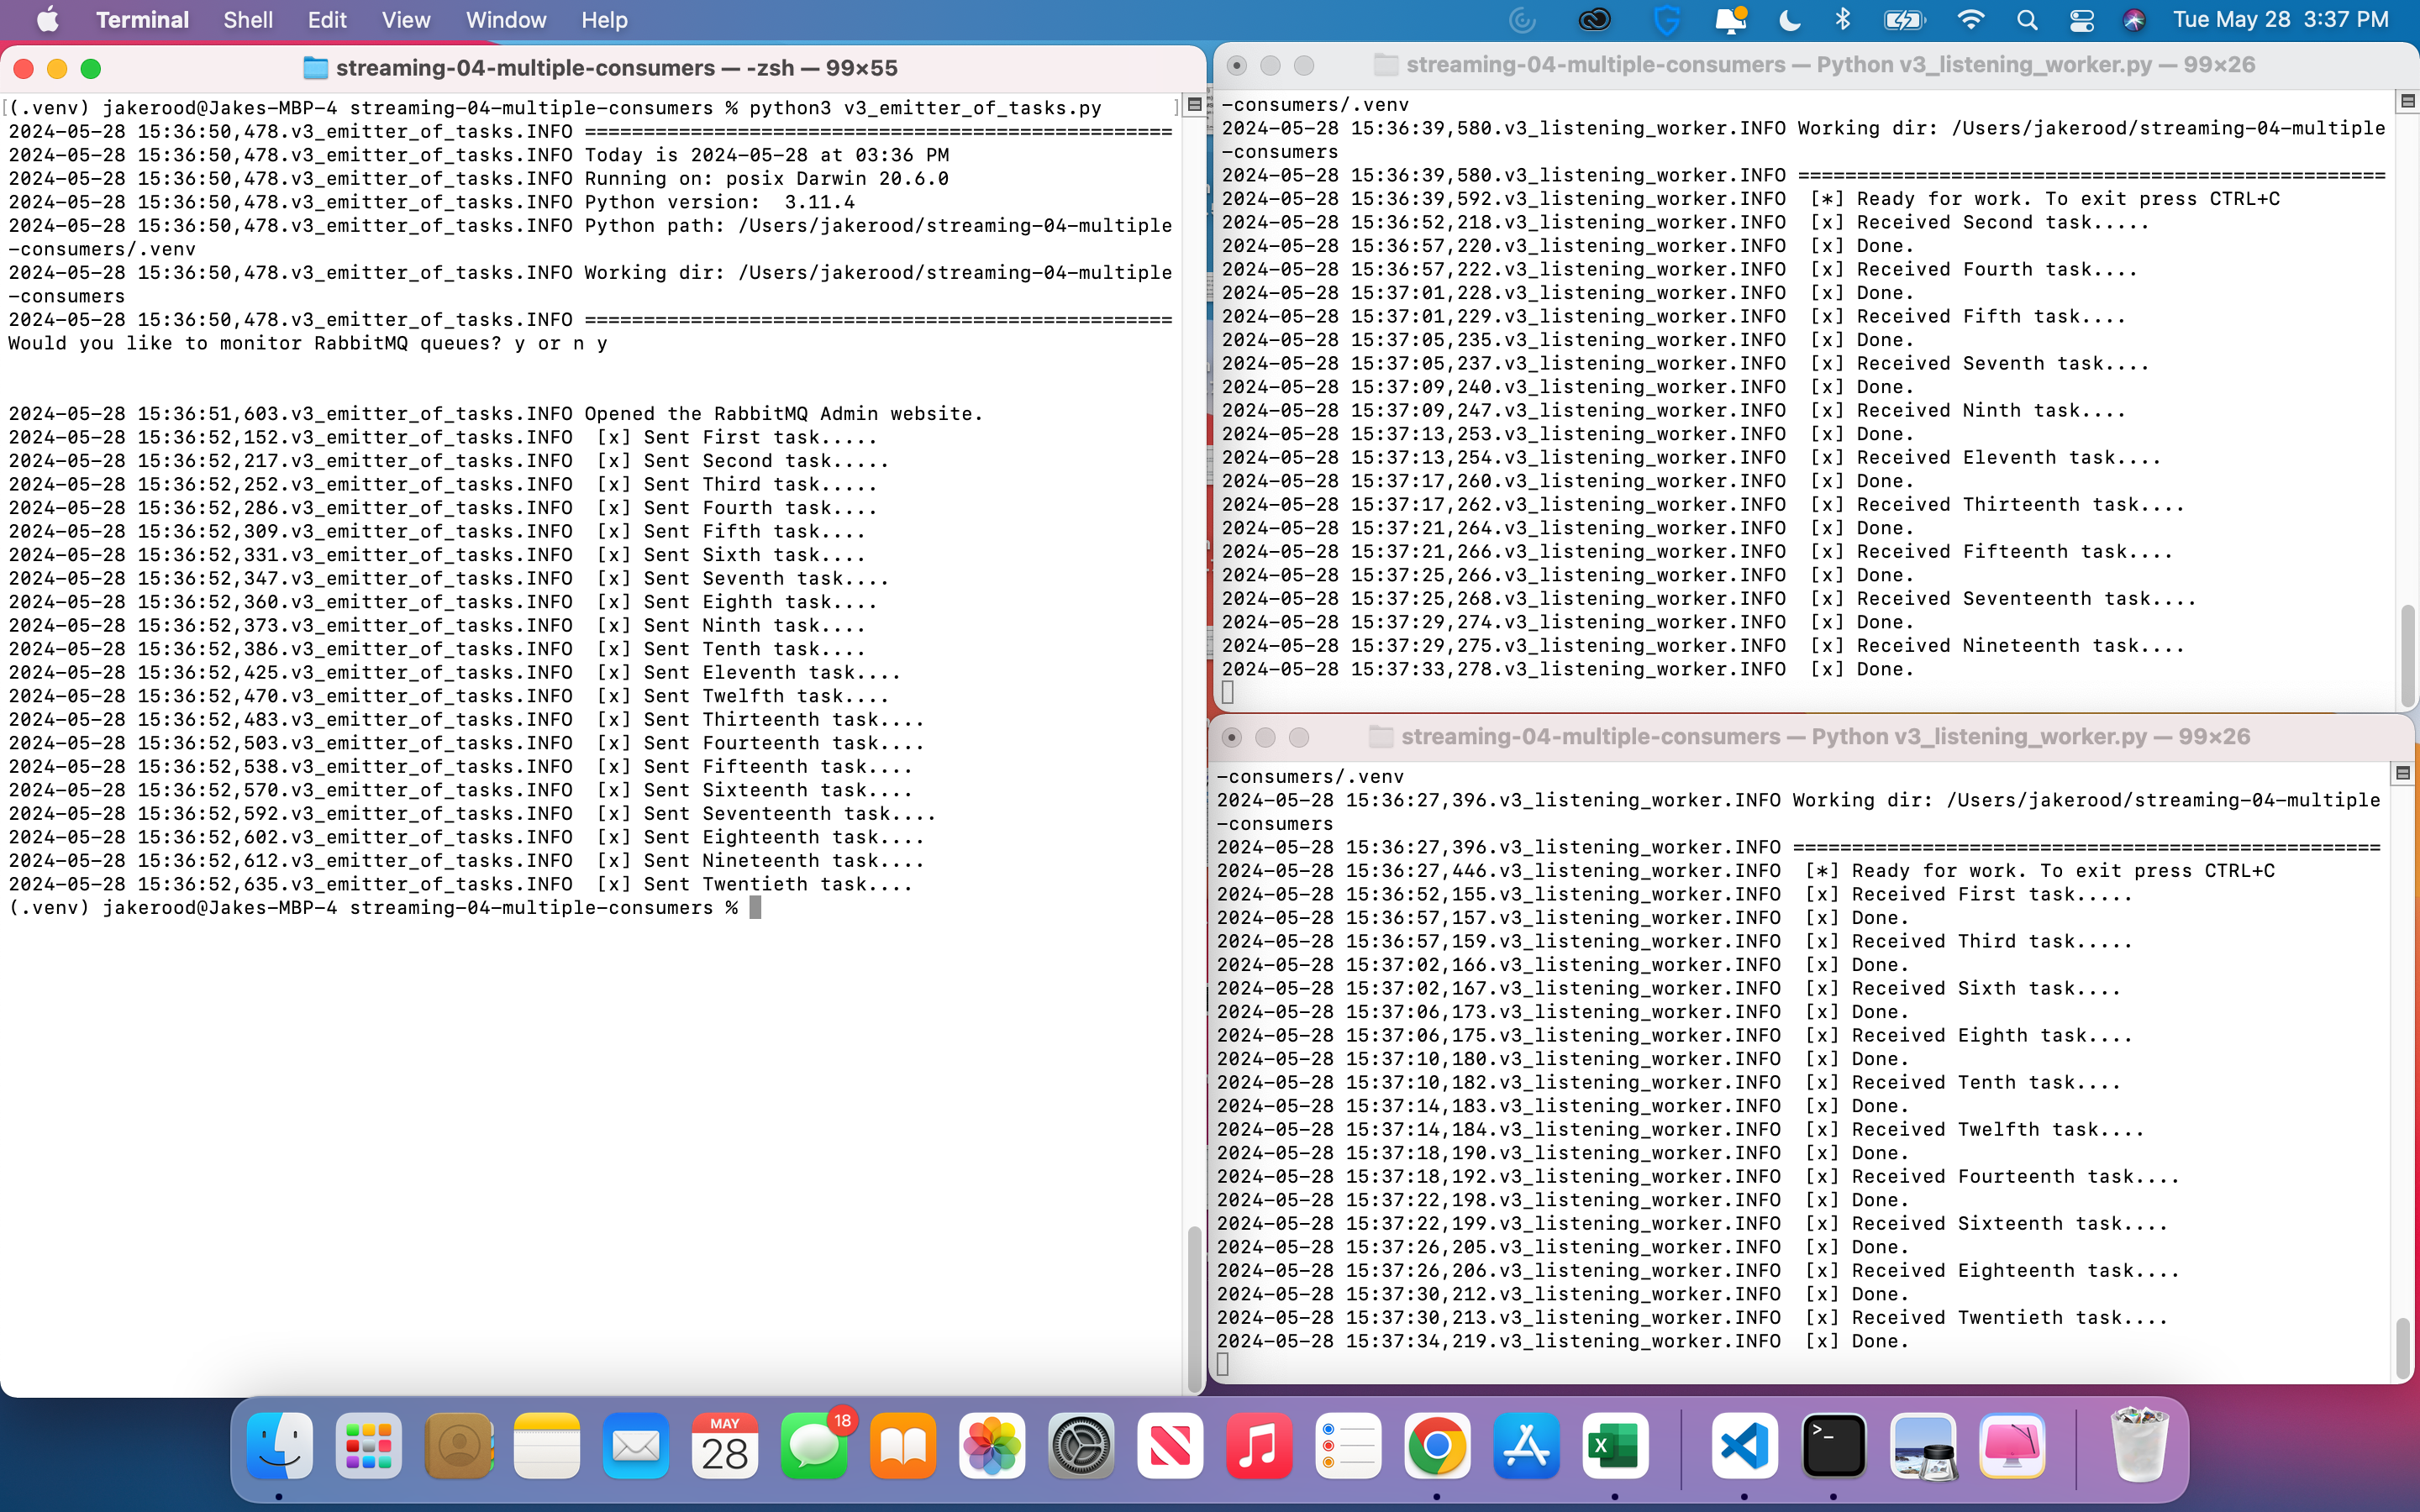 Terminal Shell Edit View Window Help Tue May 28 3:37 PM
streaming-04-multiple-consumers — -zsh — 99×55
[(.venv) jakerood@Jakes-MBP-4 streaming-04-multiple-consumers % python3 v3_emitter_of_tasks.py ]
2024-05-28 15:36:50,478.v3_emitter_of_tasks.INFO ==================================================
2024-05-28 15:36:50,478.v3_emitter_of_tasks.INFO Today is 2024-05-28 at 03:36 PM
2024-05-28 15:36:50,478.v3_emitter_of_tasks.INFO Running on: posix Darwin 20.6.0
2024-05-28 15:36:50,478.v3_emitter_of_tasks.INFO Python version:  3.11.4
2024-05-28 15:36:50,478.v3_emitter_of_tasks.INFO Python path: /Users/jakerood/streaming-04-multiple
-consumers/.venv
2024-05-28 15:36:50,478.v3_emitter_of_tasks.INFO Working dir: /Users/jakerood/streaming-04-multiple
-consumers
2024-05-28 15:36:50,478.v3_emitter_of_tasks.INFO ==================================================
Would you like to monitor RabbitMQ queues? y or n y
2024-05-28 15:36:51,603.v3_emitter_of_tasks.INFO Opened the RabbitMQ Admin website.
2024-05-28 15:36:52,152.v3_emitter_of_tasks.INFO  [x] Sent First task.....
2024-05-28 15:36:52,217.v3_emitter_of_tasks.INFO  [x] Sent Second task.....
2024-05-28 15:36:52,252.v3_emitter_of_tasks.INFO  [x] Sent Third task.....
2024-05-28 15:36:52,286.v3_emitter_of_tasks.INFO  [x] Sent Fourth task....
2024-05-28 15:36:52,309.v3_emitter_of_tasks.INFO  [x] Sent Fifth task....
2024-05-28 15:36:52,331.v3_emitter_of_tasks.INFO  [x] Sent Sixth task....
2024-05-28 15:36:52,347.v3_emitter_of_tasks.INFO  [x] Sent Seventh task....
2024-05-28 15:36:52,360.v3_emitter_of_tasks.INFO  [x] Sent Eighth task....
2024-05-28 15:36:52,373.v3_emitter_of_tasks.INFO  [x] Sent Ninth task....
2024-05-28 15:36:52,386.v3_emitter_of_tasks.INFO  [x] Sent Tenth task....
2024-05-28 15:36:52,425.v3_emitter_of_tasks.INFO  [x] Sent Eleventh task....
2024-05-28 15:36:52,470.v3_emitter_of_tasks.INFO  [x] Sent Twelfth task....
2024-05-28 15:36:52,483.v3_emitter_of_tasks.INFO  [x] Sent Thirteenth task....
2024-05-28 15:36:52,503.v3_emitter_of_tasks.INFO  [x] Sent Fourteenth task....
2024-05-28 15:36:52,538.v3_emitter_of_tasks.INFO  [x] Sent Fifteenth task....
2024-05-28 15:36:52,570.v3_emitter_of_tasks.INFO  [x] Sent Sixteenth task....
2024-05-28 15:36:52,592.v3_emitter_of_tasks.INFO  [x] Sent Seventeenth task....
2024-05-28 15:36:52,602.v3_emitter_of_tasks.INFO  [x] Sent Eighteenth task....
2024-05-28 15:36:52,612.v3_emitter_of_tasks.INFO  [x] Sent Nineteenth task....
2024-05-28 15:36:52,635.v3_emitter_of_tasks.INFO  [x] Sent Twentieth task....
(.venv) jakerood@Jakes-MBP-4 streaming-04-multiple-consumers %
streaming-04-multiple-consumers — Python v3_listening_worker.py — 99×26
-consumers/.venv
2024-05-28 15:36:39,580.v3_listening_worker.INFO Working dir: /Users/jakerood/streaming-04-multiple
-consumers
2024-05-28 15:36:39,580.v3_listening_worker.INFO ==================================================
2024-05-28 15:36:39,592.v3_listening_worker.INFO  [*] Ready for work. To exit press CTRL+C
2024-05-28 15:36:52,218.v3_listening_worker.INFO  [x] Received Second task.....
2024-05-28 15:36:57,220.v3_listening_worker.INFO  [x] Done.
2024-05-28 15:36:57,222.v3_listening_worker.INFO  [x] Received Fourth task....
2024-05-28 15:37:01,228.v3_listening_worker.INFO  [x] Done.
2024-05-28 15:37:01,229.v3_listening_worker.INFO  [x] Received Fifth task....
2024-05-28 15:37:05,235.v3_listening_worker.INFO  [x] Done.
2024-05-28 15:37:05,237.v3_listening_worker.INFO  [x] Received Seventh task....
2024-05-28 15:37:09,240.v3_listening_worker.INFO  [x] Done.
2024-05-28 15:37:09,247.v3_listening_worker.INFO  [x] Received Ninth task....
2024-05-28 15:37:13,253.v3_listening_worker.INFO  [x] Done.
2024-05-28 15:37:13,254.v3_listening_worker.INFO  [x] Received Eleventh task....
2024-05-28 15:37:17,260.v3_listening_worker.INFO  [x] Done.
2024-05-28 15:37:17,262.v3_listening_worker.INFO  [x] Received Thirteenth task....
2024-05-28 15:37:21,264.v3_listening_worker.INFO  [x] Done.
2024-05-28 15:37:21,266.v3_listening_worker.INFO  [x] Received Fifteenth task....
2024-05-28 15:37:25,266.v3_listening_worker.INFO  [x] Done.
2024-05-28 15:37:25,268.v3_listening_worker.INFO  [x] Received Seventeenth task....
2024-05-28 15:37:29,274.v3_listening_worker.INFO  [x] Done.
2024-05-28 15:37:29,275.v3_listening_worker.INFO  [x] Received Nineteenth task....
2024-05-28 15:37:33,278.v3_listening_worker.INFO  [x] Done.
streaming-04-multiple-consumers — Python v3_listening_worker.py — 99×26
-consumers/.venv
2024-05-28 15:36:27,396.v3_listening_worker.INFO Working dir: /Users/jakerood/streaming-04-multiple
-consumers
2024-05-28 15:36:27,396.v3_listening_worker.INFO ==================================================
2024-05-28 15:36:27,446.v3_listening_worker.INFO  [*] Ready for work. To exit press CTRL+C
2024-05-28 15:36:52,155.v3_listening_worker.INFO  [x] Received First task.....
2024-05-28 15:36:57,157.v3_listening_worker.INFO  [x] Done.
2024-05-28 15:36:57,159.v3_listening_worker.INFO  [x] Received Third task.....
2024-05-28 15:37:02,166.v3_listening_worker.INFO  [x] Done.
2024-05-28 15:37:02,167.v3_listening_worker.INFO  [x] Received Sixth task....
2024-05-28 15:37:06,173.v3_listening_worker.INFO  [x] Done.
2024-05-28 15:37:06,175.v3_listening_worker.INFO  [x] Received Eighth task....
2024-05-28 15:37:10,180.v3_listening_worker.INFO  [x] Done.
2024-05-28 15:37:10,182.v3_listening_worker.INFO  [x] Received Tenth task....
2024-05-28 15:37:14,183.v3_listening_worker.INFO  [x] Done.
2024-05-28 15:37:14,184.v3_listening_worker.INFO  [x] Received Twelfth task....
2024-05-28 15:37:18,190.v3_listening_worker.INFO  [x] Done.
2024-05-28 15:37:18,192.v3_listening_worker.INFO  [x] Received Fourteenth task....
2024-05-28 15:37:22,198.v3_listening_worker.INFO  [x] Done.
2024-05-28 15:37:22,199.v3_listening_worker.INFO  [x] Received Sixteenth task....
2024-05-28 15:37:26,205.v3_listening_worker.INFO  [x] Done.
2024-05-28 15:37:26,206.v3_listening_worker.INFO  [x] Received Eighteenth task....
2024-05-28 15:37:30,212.v3_listening_worker.INFO  [x] Done.
2024-05-28 15:37:30,213.v3_listening_worker.INFO  [x] Received Twentieth task....
2024-05-28 15:37:34,219.v3_listening_worker.INFO  [x] Done.
MAY
28
18